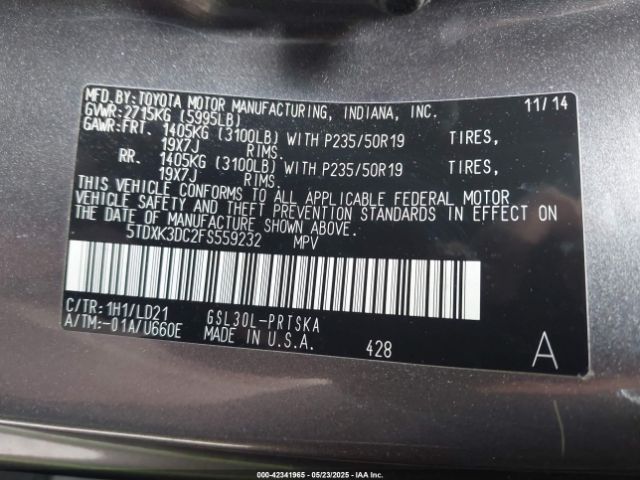 MFD. BY: TOYOTA MOTOR MANUFACTURING, INDIANA, INC. 11/14
GVWR: 2715KG (5995LB)
GAWR: FRT. 1405KG (3100LB) WITH P235/50R19 TIRES,
19X7J RIMS.
RR. 1405KG (3100LB) WITH P235/50R19 TIRES,
19X7J RIMS.
THIS VEHICLE CONFORMS TO ALL APPLICABLE FEDERAL MOTOR
VEHICLE SAFETY AND THEFT PREVENTION STANDARDS IN EFFECT ON
THE DATE OF MANUFACTURE SHOWN ABOVE.
5TDXK3DC2FS559232 MPV
C/TR: 1H1/LD21 GSL30L-PRTSKA
A/TM: -01A/U660E MADE IN U.S.A. 428 A
000-42341965 - 05/23/2025 - IAAI.COM